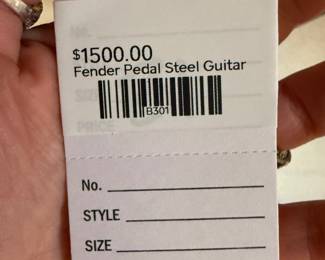 $1500.00
Fender Pedal Steel Guitar
B301
No.
STYLE
SIZE